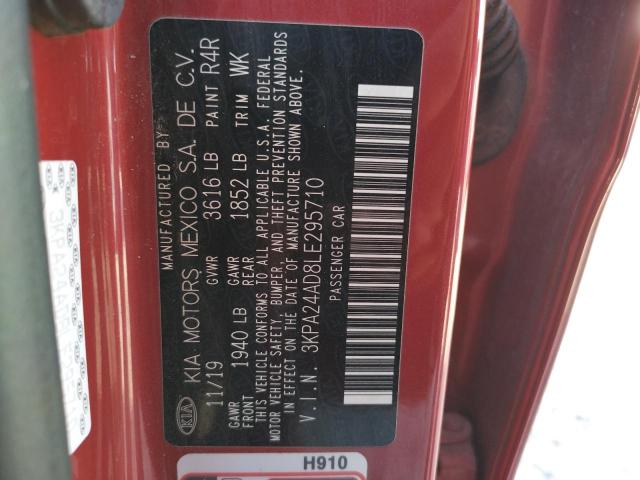 MANUFACTURED BY
KIA KIA MOTORS MEXICO S.A. DE C.V.
11/19 GVWR 3616 LB PAINT R4R
GAWR FRONT 1940 LB GAWR REAR 1852 LB TRIM WK
THIS VEHICLE CONFORMS TO ALL APPLICABLE U.S.A. FEDERAL
MOTOR VEHICLE SAFETY, BUMPER, AND THEFT PREVENTION STANDARDS
IN EFFECT ON THE DATE OF MANUFACTURE SHOWN ABOVE.
V.I.N. 3KPA24AD8LE295710
PASSENGER CAR
H910